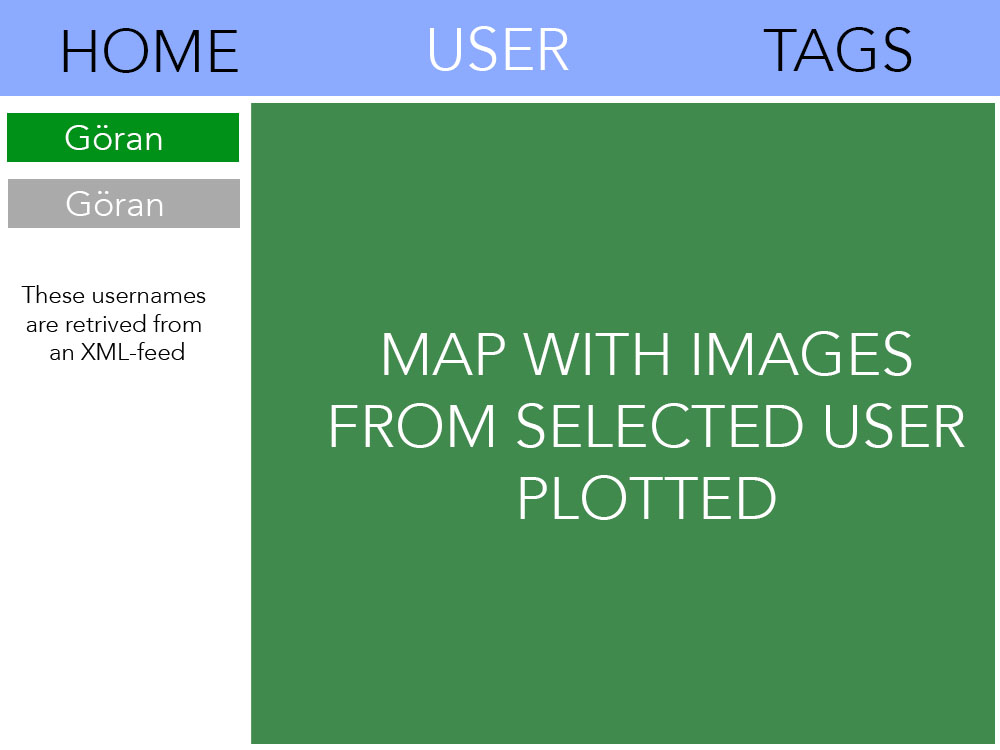 HOME USER TAGS
Göran
Göran
These usernames
are retrived from
an XML-feed
MAP WITH IMAGES
FROM SELECTED USER
PLOTTED